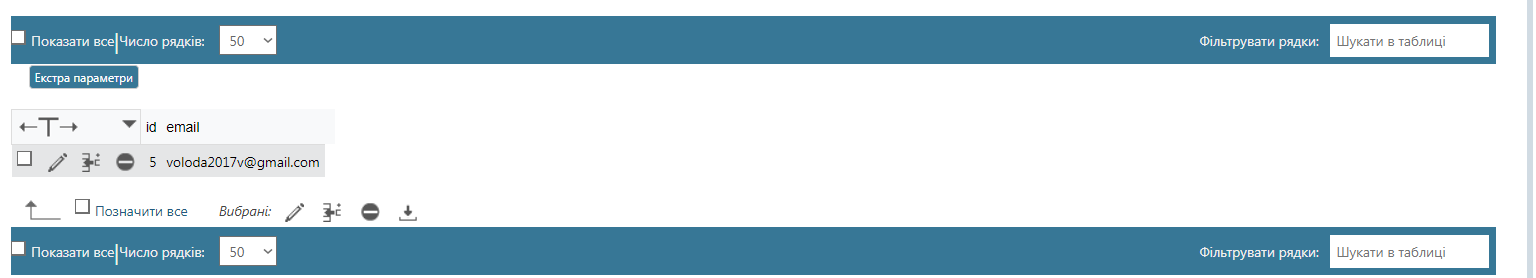 Показати все Число рядків: 50 Фільтрувати рядки: Шукати в таблиці
Екстра параметри
←T→ id email
5 voloda2017v@gmail.com
Позначити все Вибрані:
Показати все Число рядків: 50 Фільтрувати рядки: Шукати в таблиці